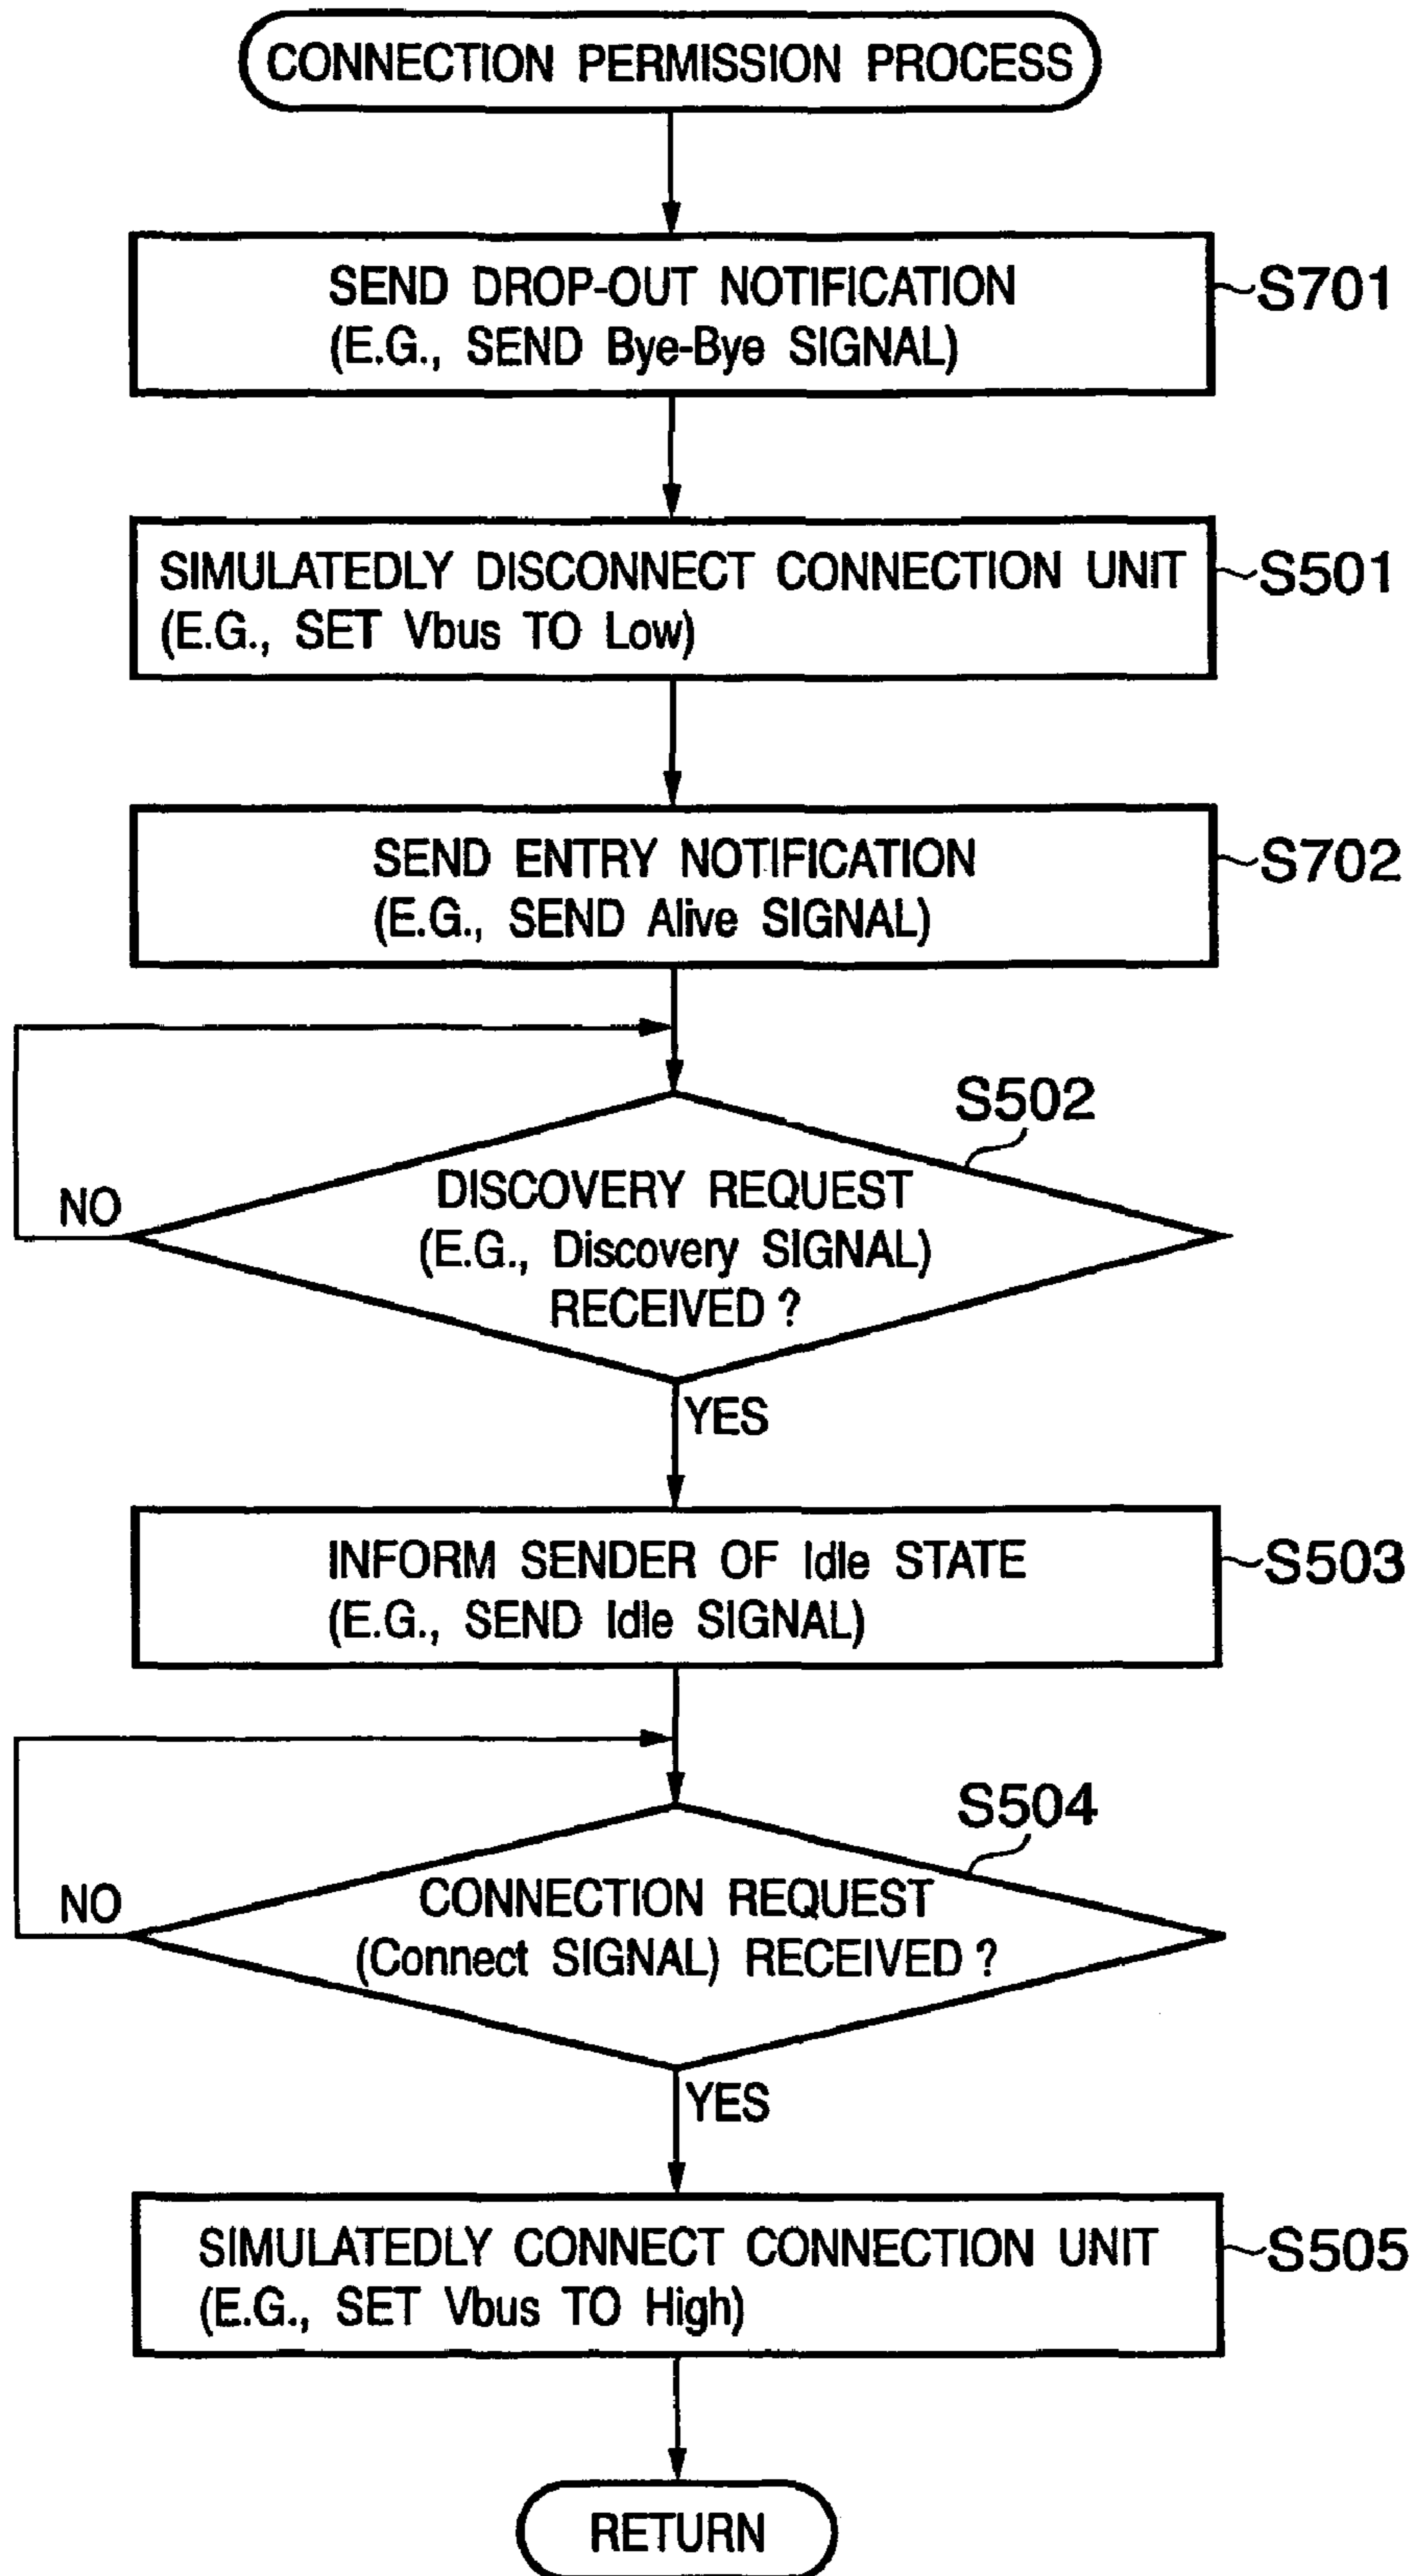 CONNECTION PERMISSION PROCESS
SEND DROP-OUT NOTIFICATION
(E.G., SEND Bye-Bye SIGNAL)
S701
SIMULATEDLY DISCONNECT CONNECTION UNIT
(E.G., SET Vbus TO Low)
S501
SEND ENTRY NOTIFICATION
(E.G., SEND Alive SIGNAL)
S702
S502
DISCOVERY REQUEST
(E.G., Discovery SIGNAL)
RECEIVED ?
NO
YES
INFORM SENDER OF Idle STATE
(E.G., SEND Idle SIGNAL)
S503
S504
CONNECTION REQUEST
(Connect SIGNAL) RECEIVED ?
NO
YES
SIMULATEDLY CONNECT CONNECTION UNIT
(E.G., SET Vbus TO High)
S505
RETURN